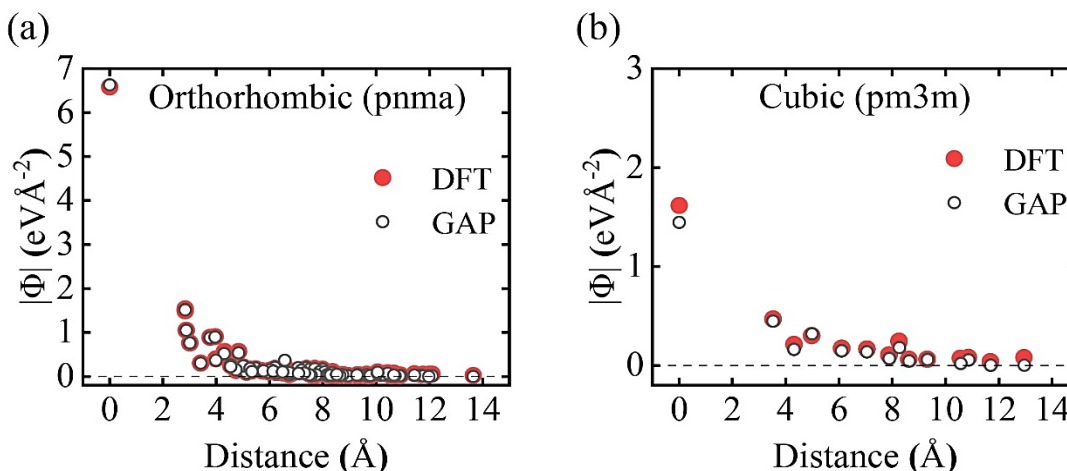 (a)
7
6
5
4
3
2
1
0
|Φ| (eVÅ⁻²)
Orthorhombic (pnma)
DFT
GAP
0 2 4 6 8 10 12 14
Distance (Å)
(b)
3
2
1
0
|Φ| (eVÅ⁻²)
Cubic (pm3m)
DFT
GAP
0 2 4 6 8 10 12 14
Distance (Å)